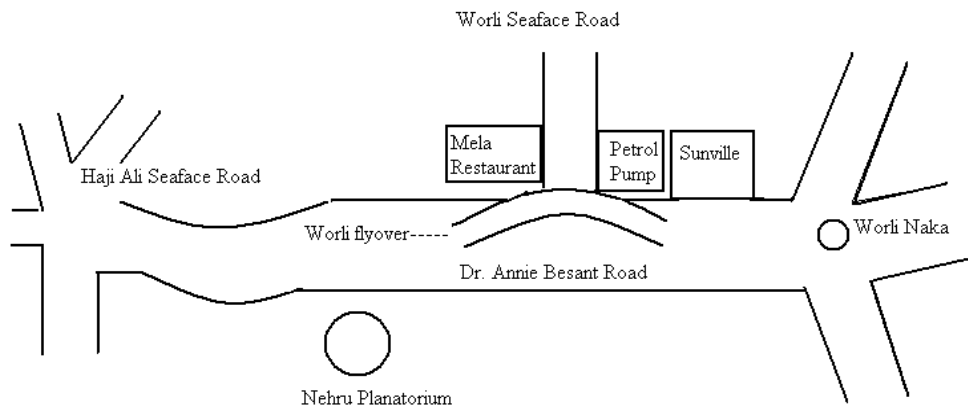 Worli Seaface Road
Mela
Restaurant
Petrol
Pump
Sunville
Haji Ali Seaface Road
Worli flyover-----
Worli Naka
Dr. Annie Besant Road
Nehru Planatorium